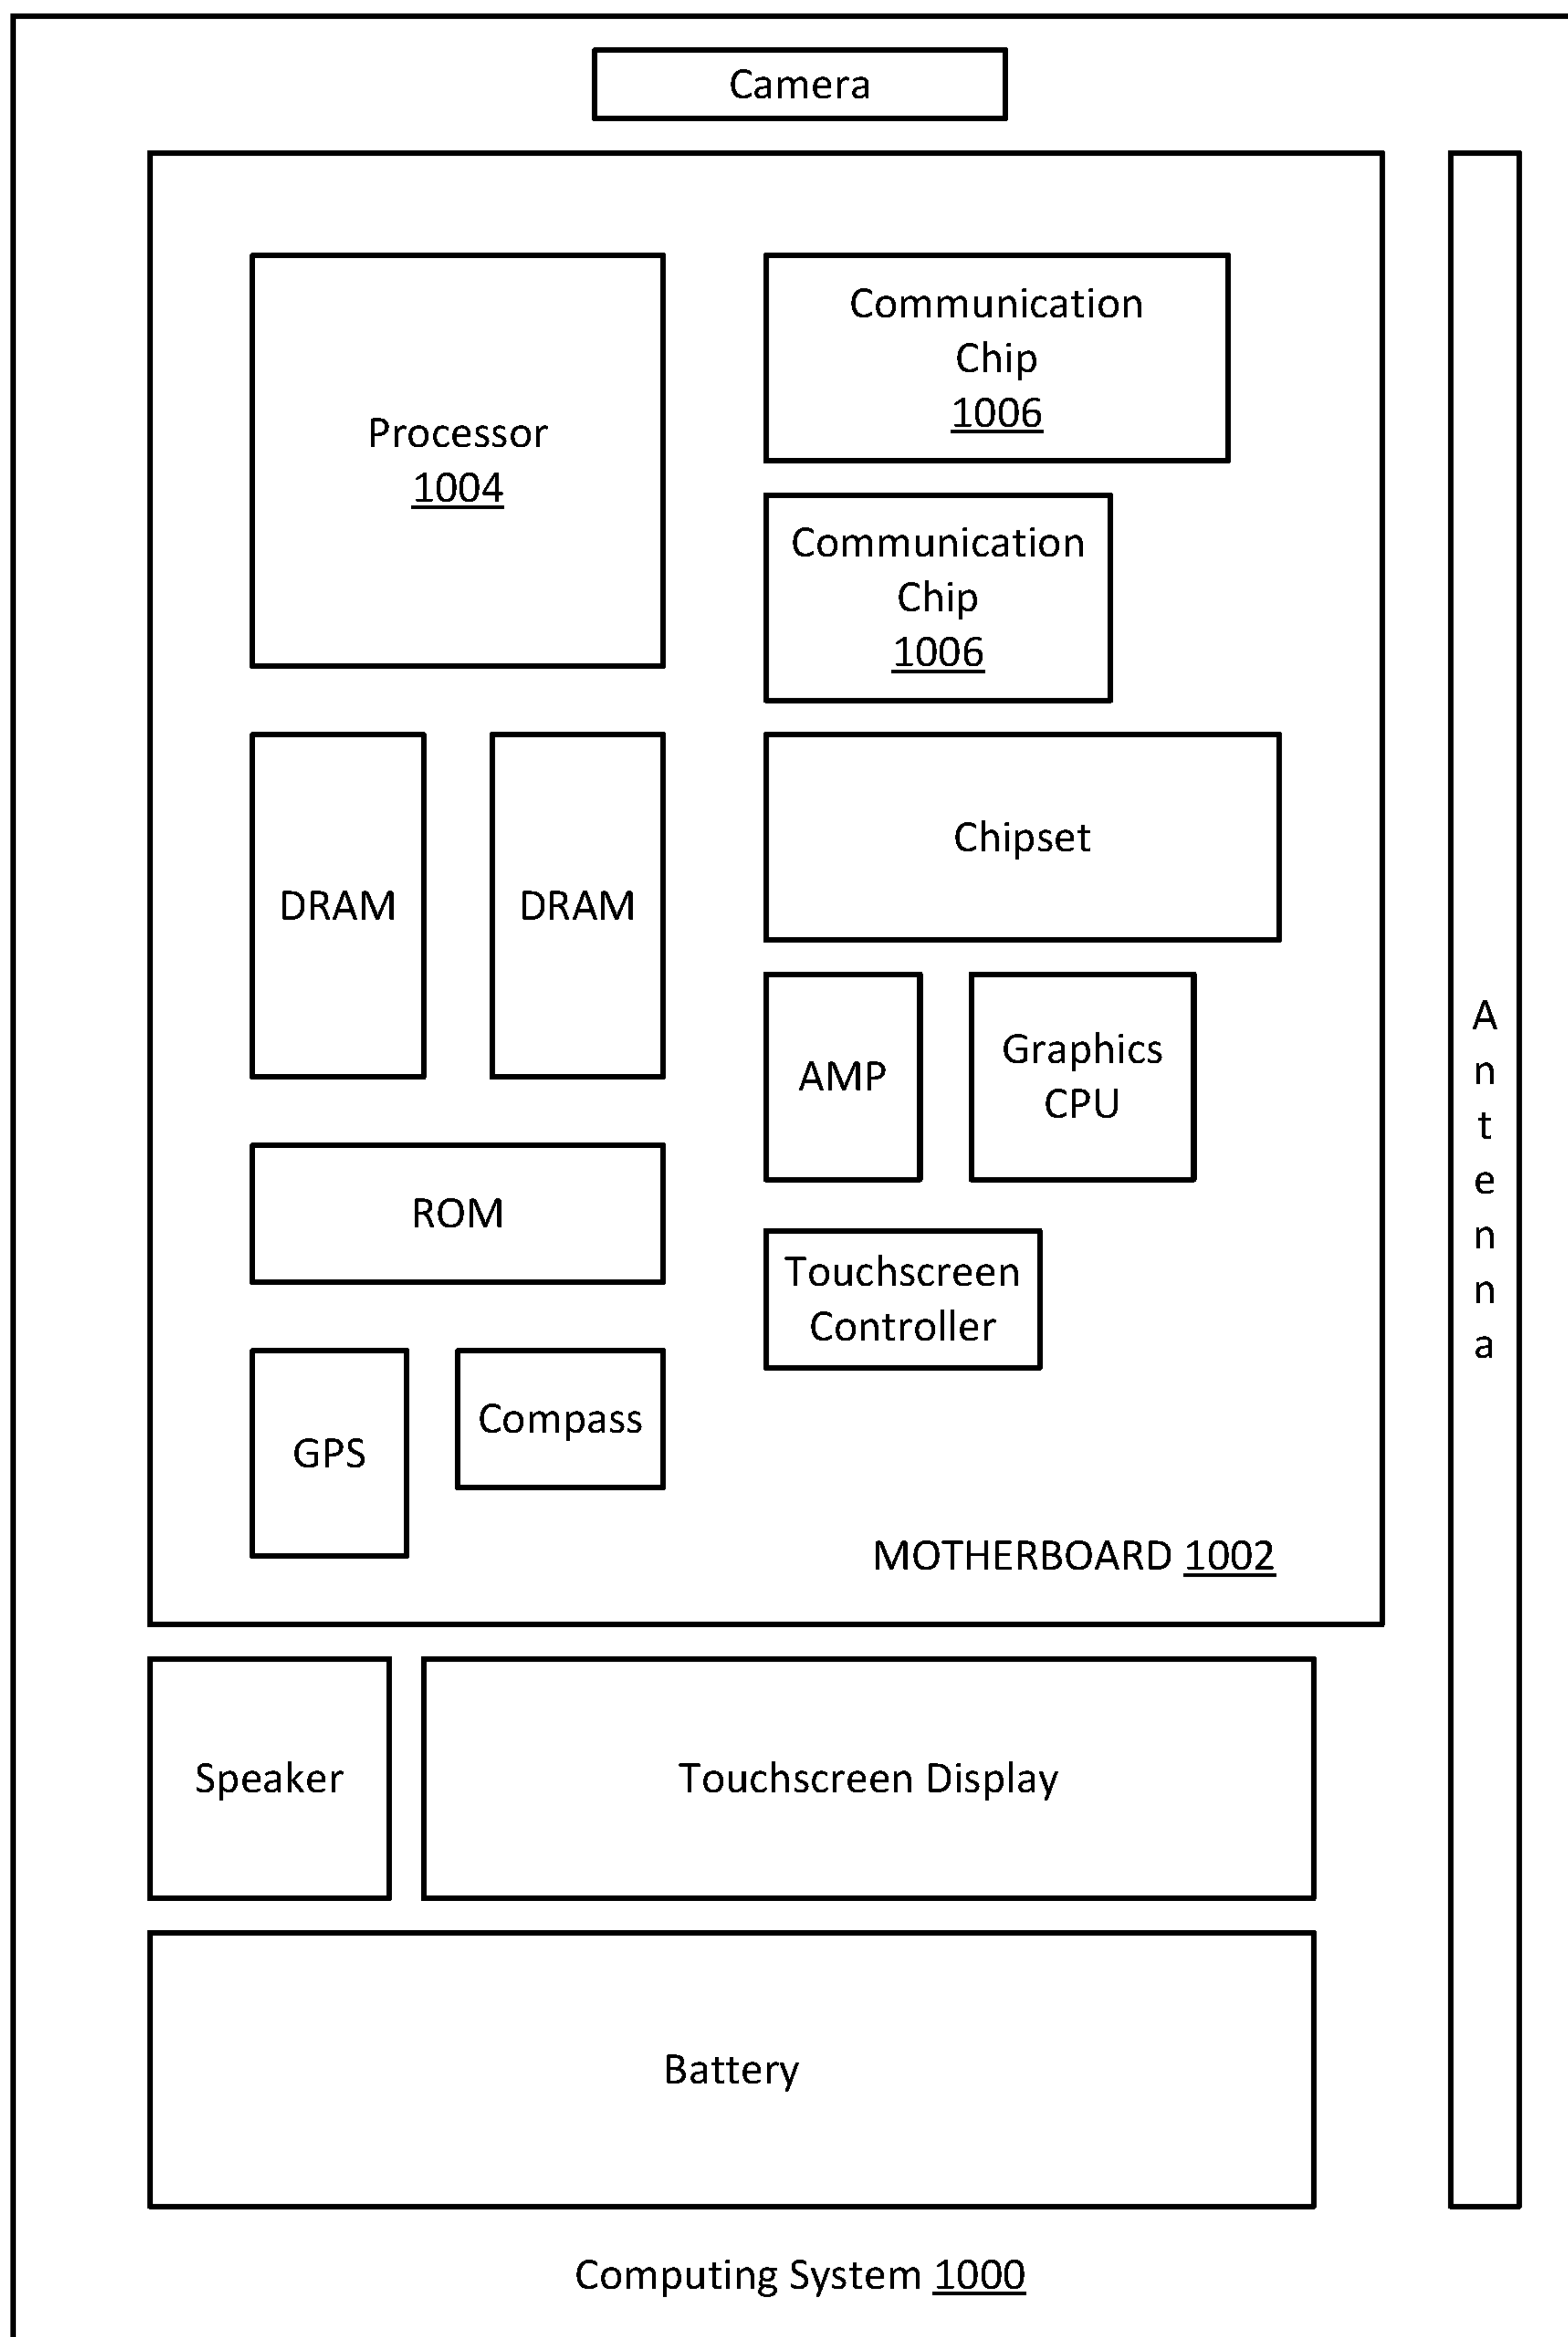 Camera
Processor
1004
Communication
Chip
1006
Communication
Chip
1006
DRAM
DRAM
Chipset
AMP
Graphics
CPU
ROM
Touchscreen
Controller
GPS
Compass
MOTHERBOARD 1002
Antenna
Speaker
Touchscreen Display
Battery
Computing System 1000